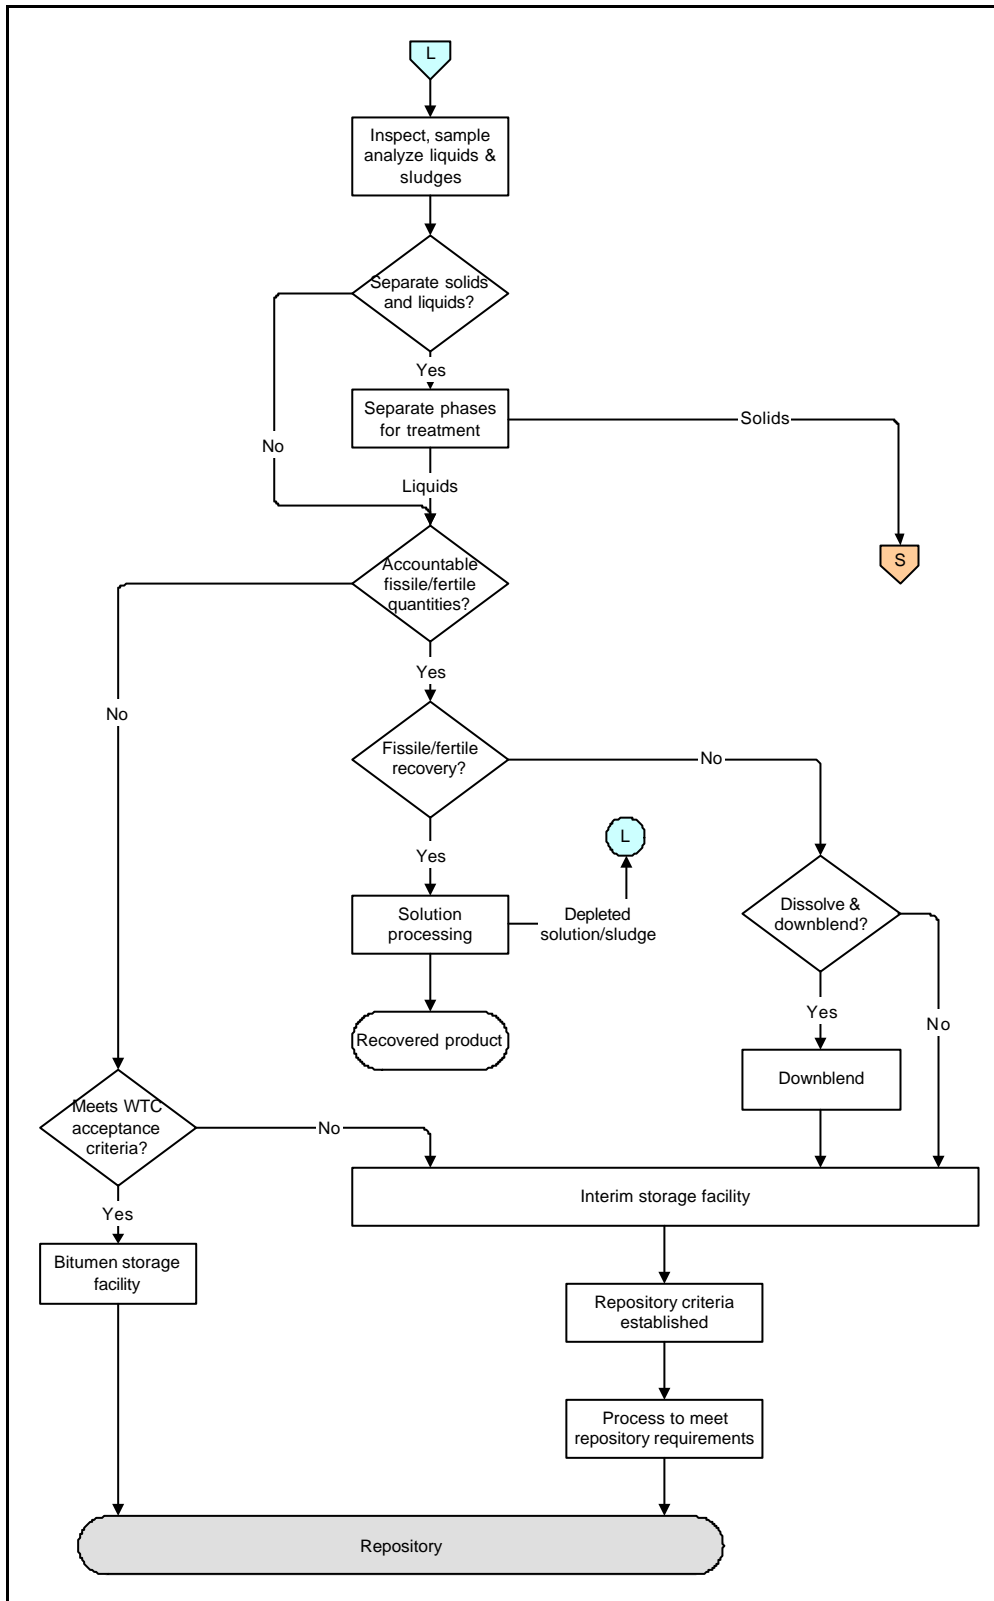 L
Inspect, sample
analyze liquids &
sludges
Separate solids
and liquids?
Yes
No
Separate phases
for treatment
Solids
Liquids
S
Accountable
fissile/fertile
quantities?
Yes
No
Fissile/fertile
recovery?
No
Yes
L
Solution
processing
Depleted
solution/sludge
Dissolve &
downblend?
Yes
No
Recovered product
Downblend
Meets WTC
acceptance
criteria?
No
Yes
Interim storage facility
Bitumen storage
facility
Repository criteria
established
Process to meet
repository requirements
Repository